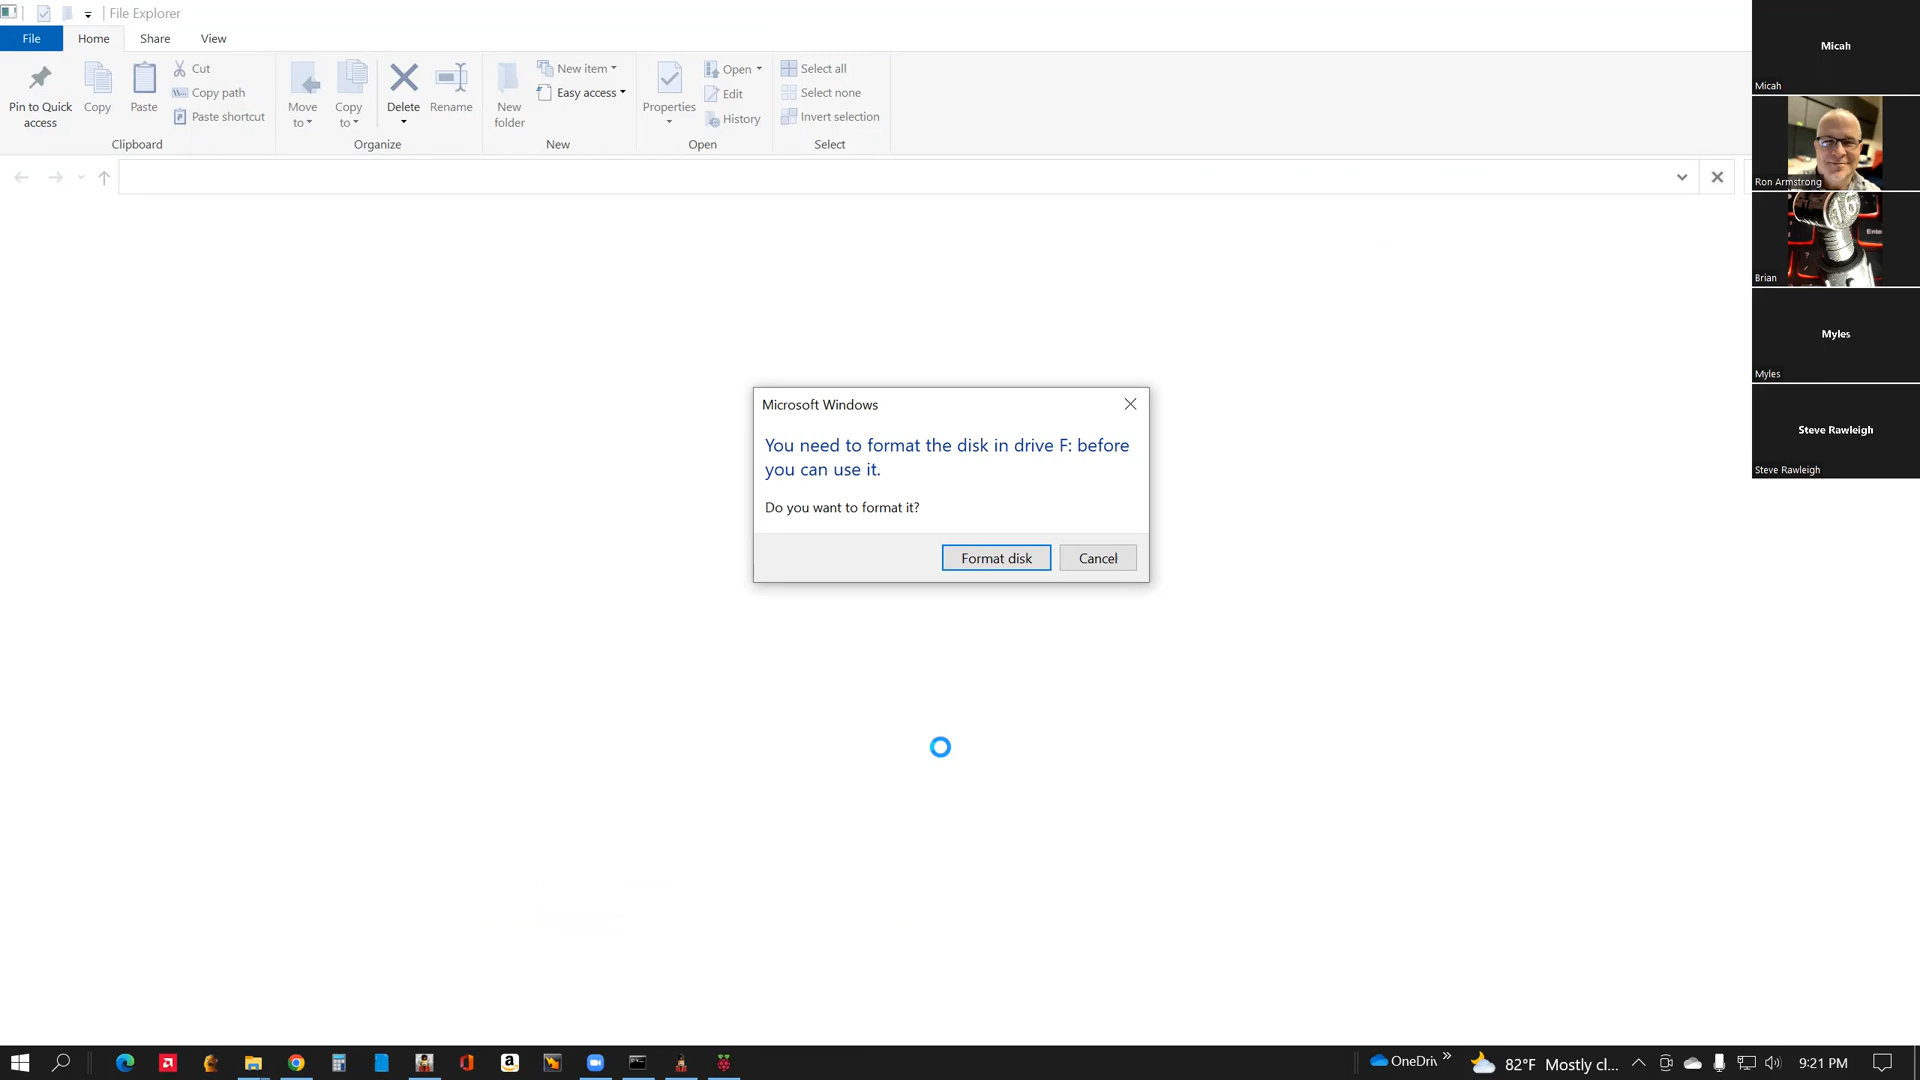 File Explorer
File
Home
Share
View
Pin to Quick
access
Copy
Paste
Cut
Copy path
Paste shortcut
Clipboard
Move
to
Copy
to
Delete
Rename
Organize
New
folder
New item
Easy access
New
Properties
Open
Edit
History
Open
Select all
Select none
Invert selection
Select
Micah
Micah
Ron Armstrong
16
Enter
Brian
Myles
Myles
Steve Rawleigh
Steve Rawleigh
Microsoft Windows
You need to format the disk in drive F: before
you can use it.
Do you want to format it?
Format disk
Cancel
OneDriv
82°F Mostly cl...
9:21 PM